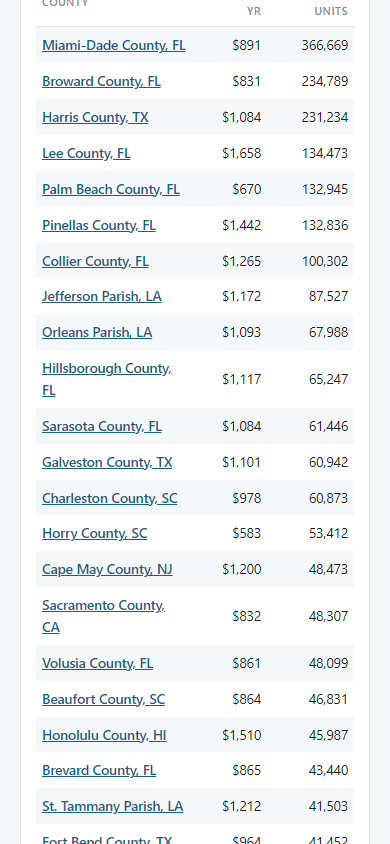 COUNTY
YR UNITS
Miami-Dade County, FL $891 366,669
Broward County, FL $831 234,789
Harris County, TX $1,084 231,234
Lee County, FL $1,658 134,473
Palm Beach County, FL $670 132,945
Pinellas County, FL $1,442 132,836
Collier County, FL $1,265 100,302
Jefferson Parish, LA $1,172 87,527
Orleans Parish, LA $1,093 67,988
Hillsborough County,
FL $1,117 65,247
Sarasota County, FL $1,084 61,446
Galveston County, TX $1,101 60,942
Charleston County, SC $978 60,873
Horry County, SC $583 53,412
Cape May County, NJ $1,200 48,473
Sacramento County,
CA $832 48,307
Volusia County, FL $861 48,099
Beaufort County, SC $864 46,831
Honolulu County, HI $1,510 45,987
Brevard County, FL $865 43,440
St. Tammany Parish, LA $1,212 41,503
Fort Bend County, TX $964 41,452